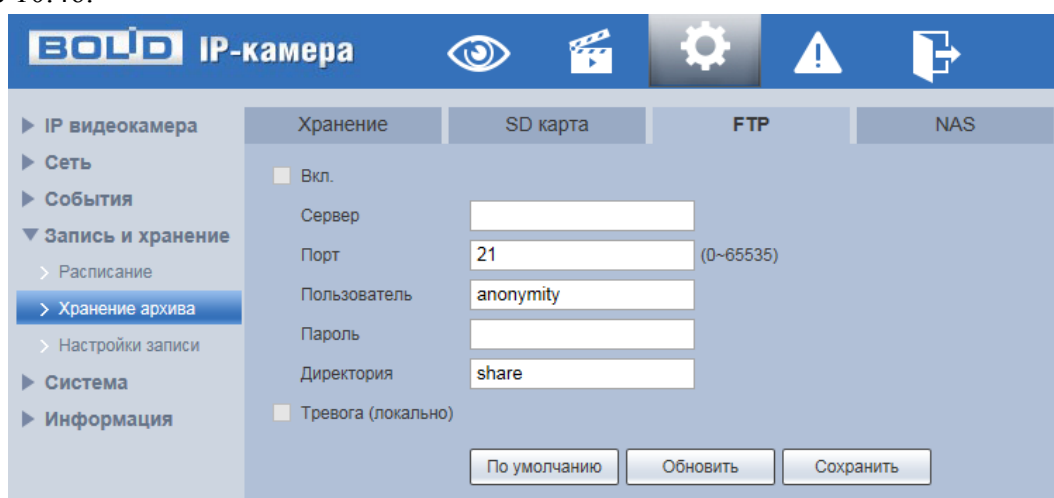 BOLID IP-камера
IP видеокамера
Сеть
События
Запись и хранение
Расписание
Хранение архива
Настройки записи
Система
Информация
Хранение SD карта FTP NAS
Вкл.
Сервер
Порт 21 (0~65535)
Пользователь anonymity
Пароль
Директория share
Тревога (локально)
По умолчанию Обновить Сохранить